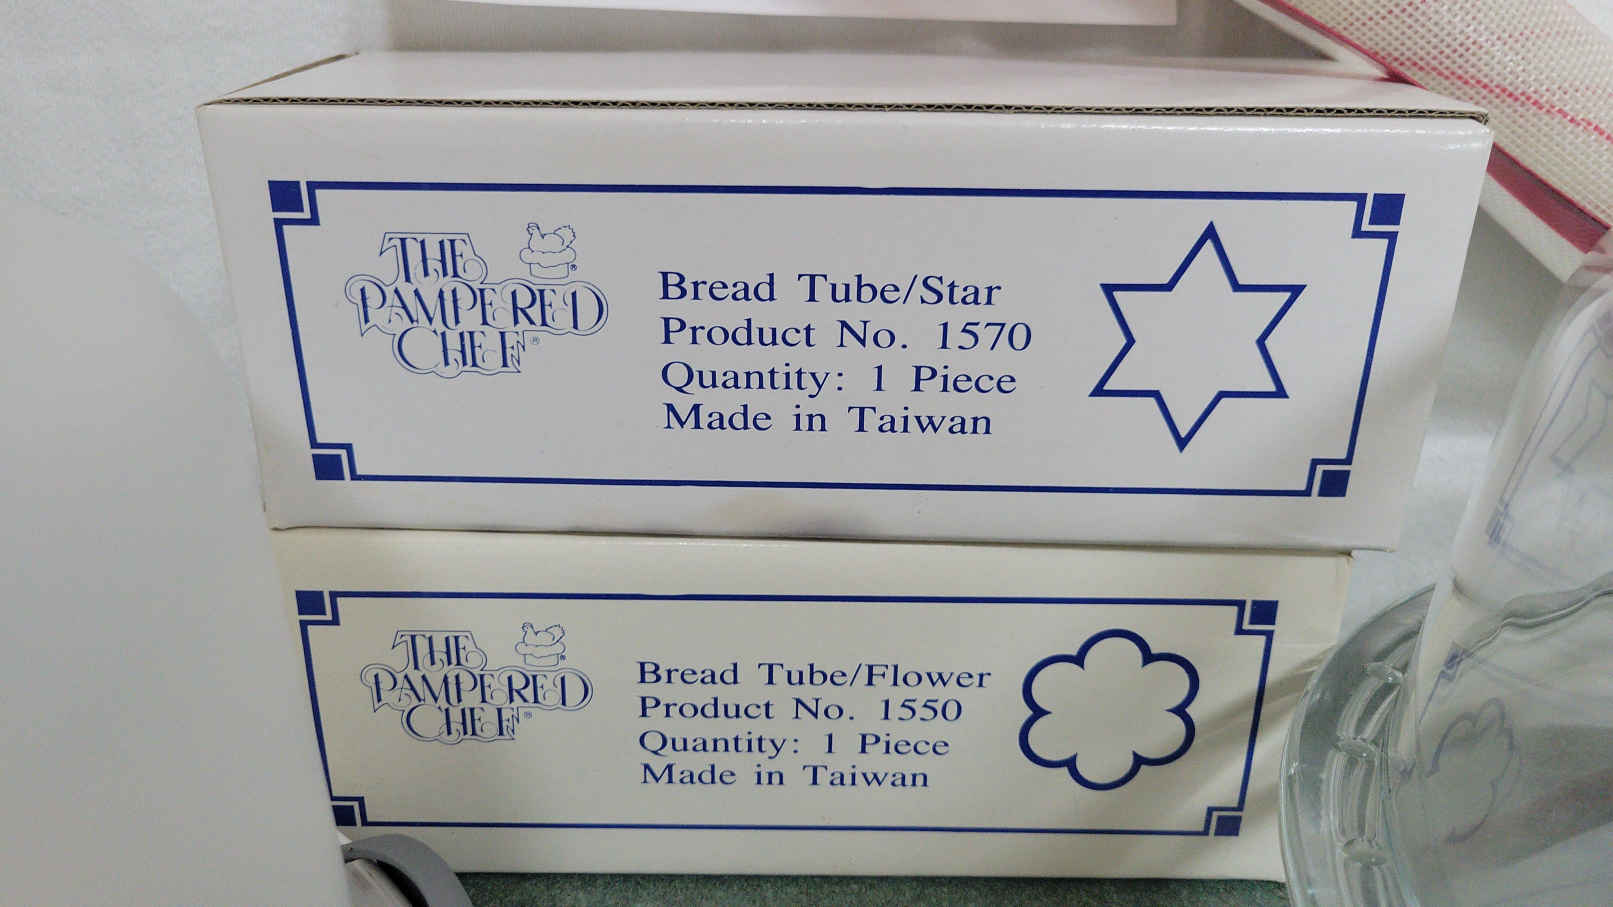 THE
PAMPERED
CHEF®
Bread Tube/Star
Product No. 1570
Quantity: 1 Piece
Made in Taiwan
THE
PAMPERED
CHEF®
Bread Tube/Flower
Product No. 1550
Quantity: 1 Piece
Made in Taiwan